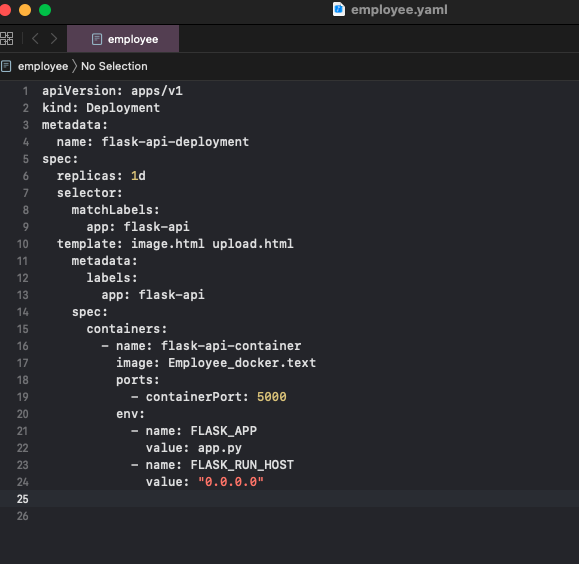 employee.yaml
employee
employee 〉No Selection
1 apiVersion: apps/v1
2 kind: Deployment
3 metadata:
4   name: flask-api-deployment
5 spec:
6   replicas: 1d
7   selector:
8     matchLabels:
9       app: flask-api
10   template: image.html upload.html
11     metadata:
12       labels:
13         app: flask-api
14     spec:
15       containers:
16         - name: flask-api-container
17           image: Employee_docker.text
18           ports:
19             - containerPort: 5000
20           env:
21             - name: FLASK_APP
22               value: app.py
23             - name: FLASK_RUN_HOST
24               value: "0.0.0.0"
25
26